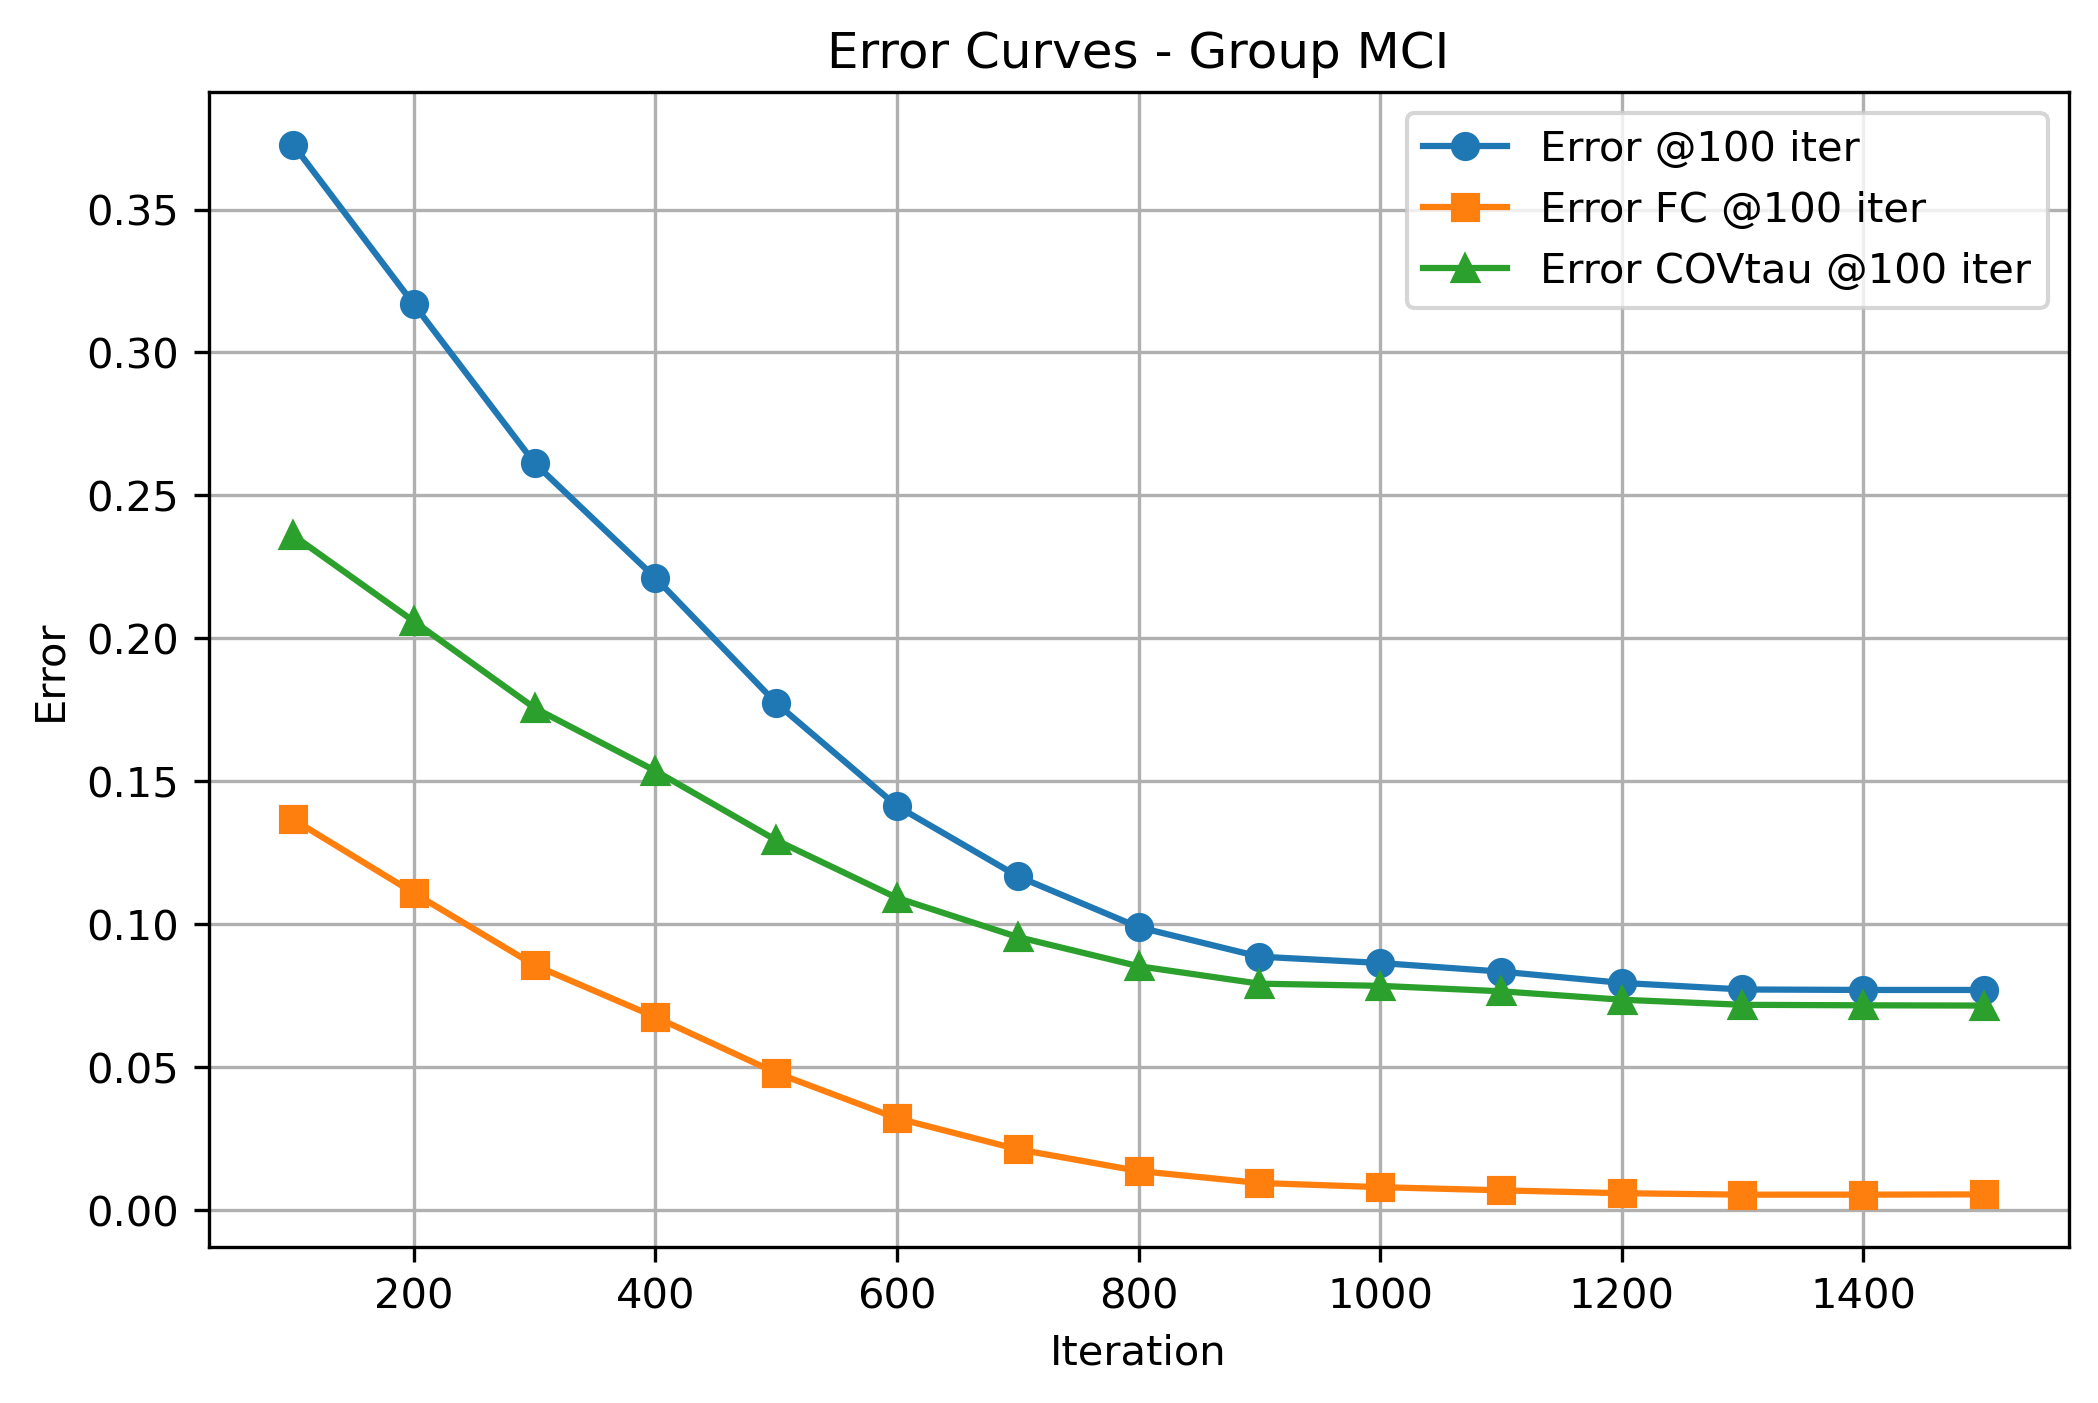 Error Curves - Group MCI
Error @100 iter
Error FC @100 iter
Error COVtau @100 iter
0.35
0.30
0.25
0.20
0.15
0.10
0.05
0.00
Error
200 400 600 800 1000 1200 1400
Iteration